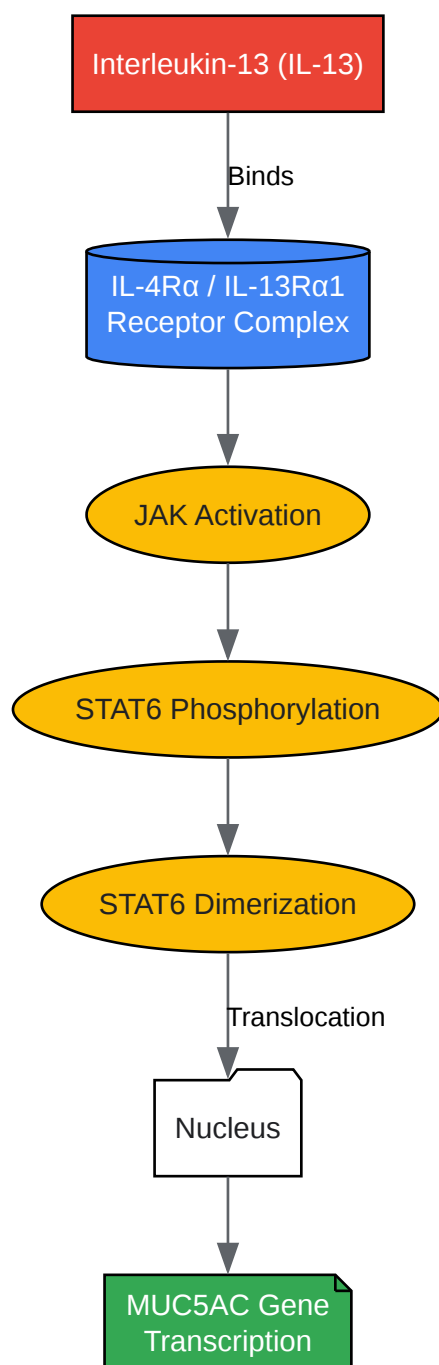 Interleukin-13 (IL-13)
Binds
IL-4Rα / IL-13Rα1
Receptor Complex
JAK Activation
STAT6 Phosphorylation
STAT6 Dimerization
Translocation
Nucleus
MUC5AC Gene
Transcription